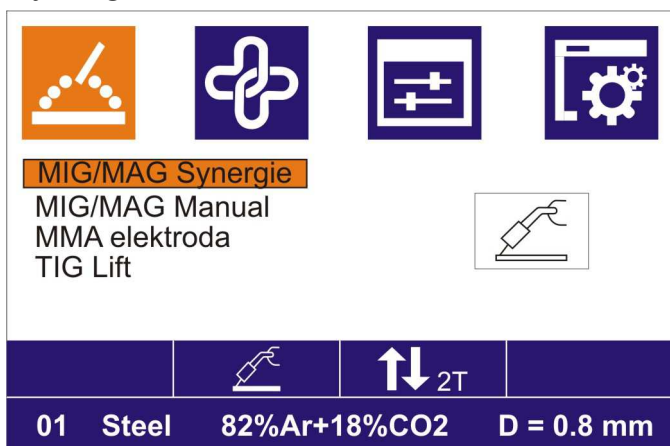 MIG/MAG Synergie
MIG/MAG Manual
MMA elektroda
TIG Lift
2T
01 Steel 82%Ar+18%CO2 D = 0.8 mm